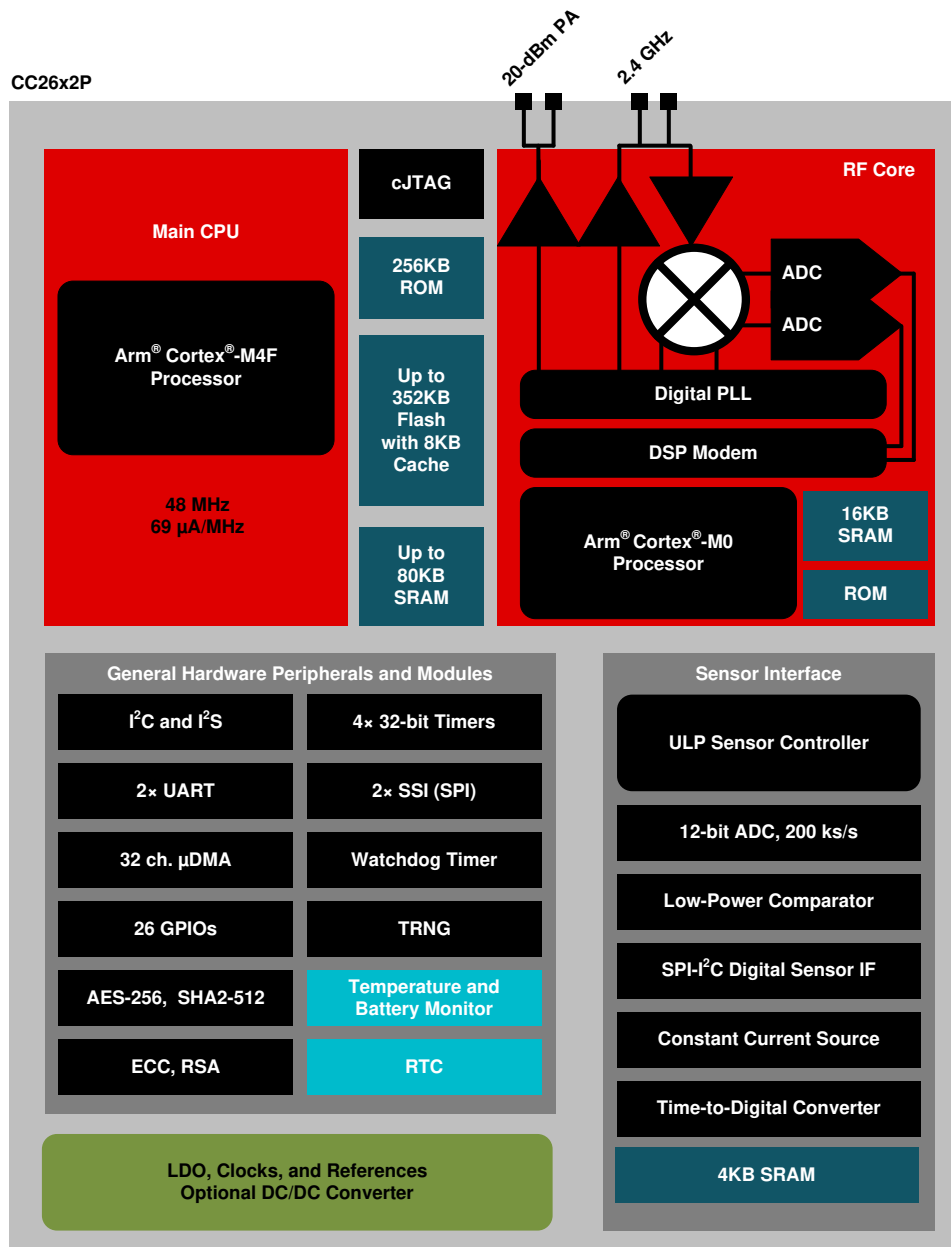 20-dBm PA
2.4 GHz
CC26x2P
Main CPU
Arm® Cortex®-M4F
Processor
48 MHz
69 µA/MHz
cJTAG
256KB
ROM
Up to
352KB
Flash
with 8KB
Cache
Up to
80KB
SRAM
RF Core
ADC
ADC
Digital PLL
DSP Modem
Arm® Cortex®-M0
Processor
16KB
SRAM
ROM
General Hardware Peripherals and Modules
I²C and I²S
4× 32-bit Timers
2× UART
2× SSI (SPI)
32 ch. µDMA
Watchdog Timer
26 GPIOs
TRNG
AES-256, SHA2-512
Temperature and
Battery Monitor
ECC, RSA
RTC
LDO, Clocks, and References
Optional DC/DC Converter
Sensor Interface
ULP Sensor Controller
12-bit ADC, 200 ks/s
Low-Power Comparator
SPI-I²C Digital Sensor IF
Constant Current Source
Time-to-Digital Converter
4KB SRAM